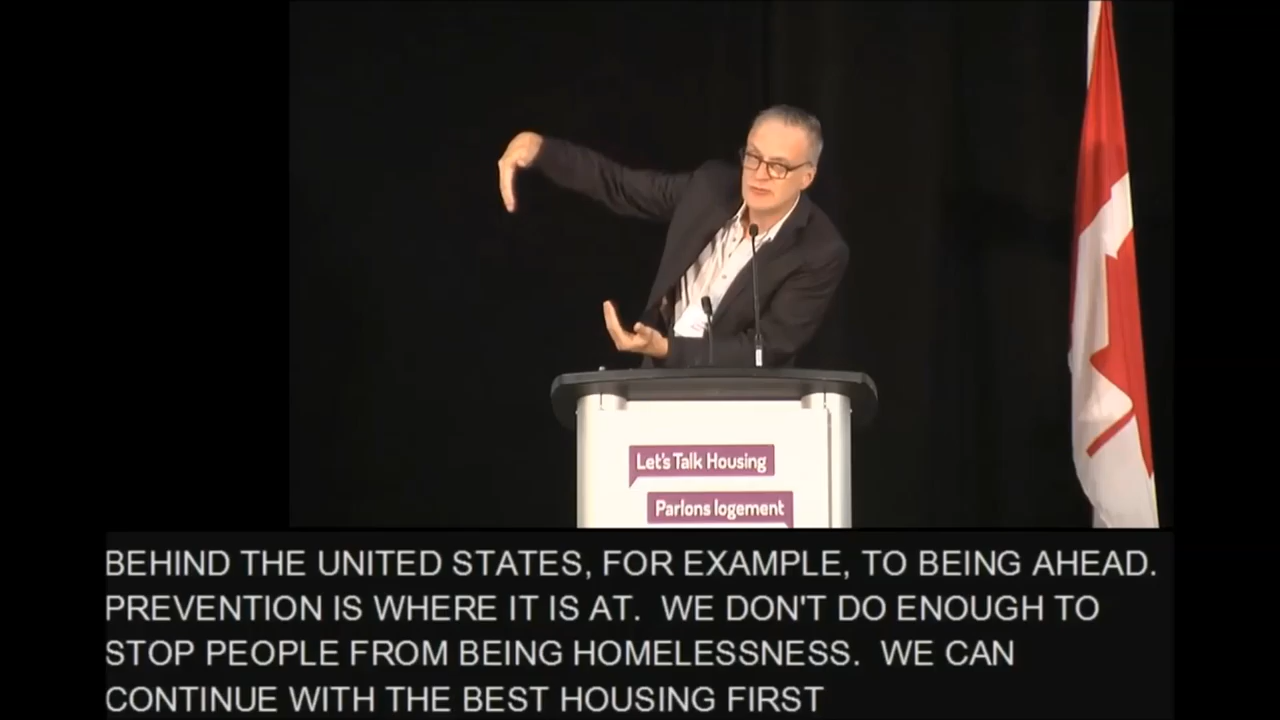 Let's Talk Housing
Parlons logement
BEHIND THE UNITED STATES, FOR EXAMPLE, TO BEING AHEAD.
PREVENTION IS WHERE IT IS AT.  WE DON'T DO ENOUGH TO
STOP PEOPLE FROM BEING HOMELESSNESS.  WE CAN
CONTINUE WITH THE BEST HOUSING FIRST